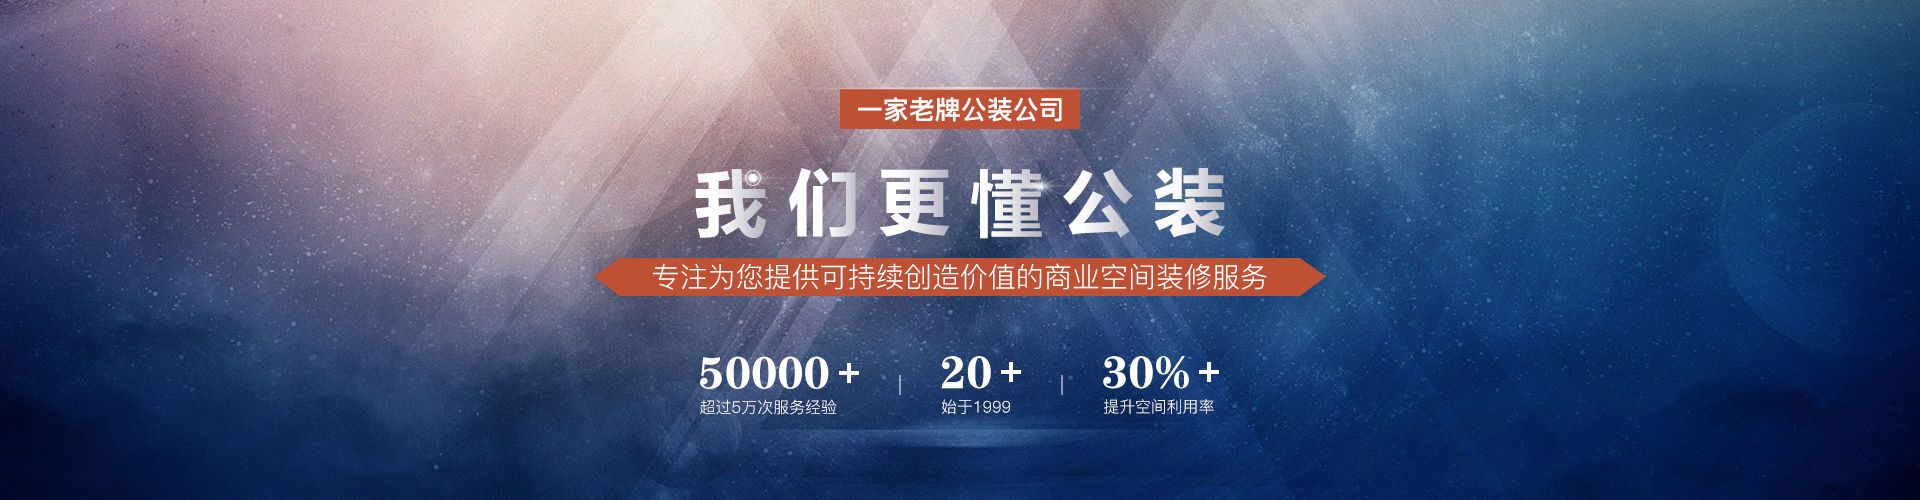 一家老牌公装公司
我们更懂公装
专注为您提供可持续创造价值的商业空间装修服务
50000+ 20+ 30%+
超过5万次服务经验 始于1999 提升空间利用率